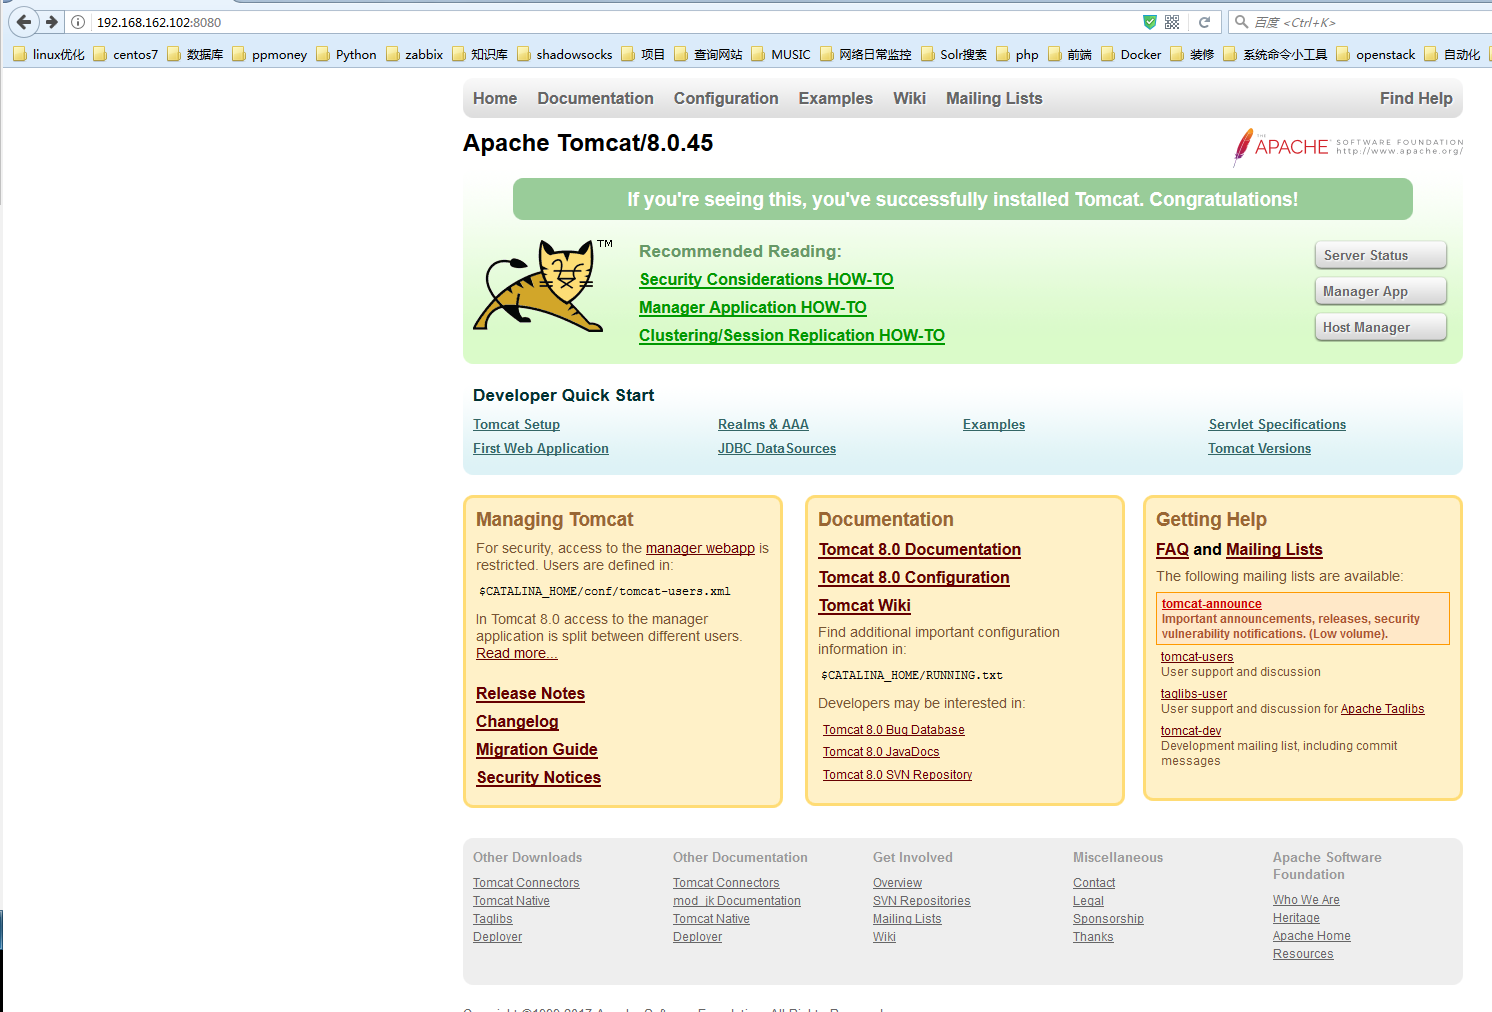 192.168.162.102:8080
百度 <Ctrl+K>
linux优化 centos7 数据库 ppmoney Python zabbix 知识库 shadowsocks 项目 查询网站 MUSIC 网络日常监控 Solr搜索 php 前端 Docker 装修 系统命令小工具 openstack 自动化
Home Documentation Configuration Examples Wiki Mailing Lists Find Help
Apache Tomcat/8.0.45
THE APACHE SOFTWARE FOUNDATION
http://www.apache.org/
If you're seeing this, you've successfully installed Tomcat. Congratulations!
TM
Recommended Reading:
Security Considerations HOW-TO
Manager Application HOW-TO
Clustering/Session Replication HOW-TO
Server Status
Manager App
Host Manager
Developer Quick Start
Tomcat Setup Realms & AAA Examples Servlet Specifications
First Web Application JDBC DataSources Tomcat Versions
Managing Tomcat
For security, access to the manager webapp is
restricted. Users are defined in:
$CATALINA_HOME/conf/tomcat-users.xml
In Tomcat 8.0 access to the manager
application is split between different users.
Read more...
Release Notes
Changelog
Migration Guide
Security Notices
Documentation
Tomcat 8.0 Documentation
Tomcat 8.0 Configuration
Tomcat Wiki
Find additional important configuration
information in:
$CATALINA_HOME/RUNNING.txt
Developers may be interested in:
Tomcat 8.0 Bug Database
Tomcat 8.0 JavaDocs
Tomcat 8.0 SVN Repository
Getting Help
FAQ and Mailing Lists
The following mailing lists are available:
tomcat-announce
Important announcements, releases, security
vulnerability notifications. (Low volume).
tomcat-users
User support and discussion
taglibs-user
User support and discussion for Apache Taglibs
tomcat-dev
Development mailing list, including commit
messages
Other Downloads
Tomcat Connectors
Tomcat Native
Taglibs
Deployer
Other Documentation
Tomcat Connectors
mod_jk Documentation
Tomcat Native
Deployer
Get Involved
Overview
SVN Repositories
Mailing Lists
Wiki
Miscellaneous
Contact
Legal
Sponsorship
Thanks
Apache Software
Foundation
Who We Are
Heritage
Apache Home
Resources
Copyright ©1999-2017 Apache Software Foundation. All Rights Reserved